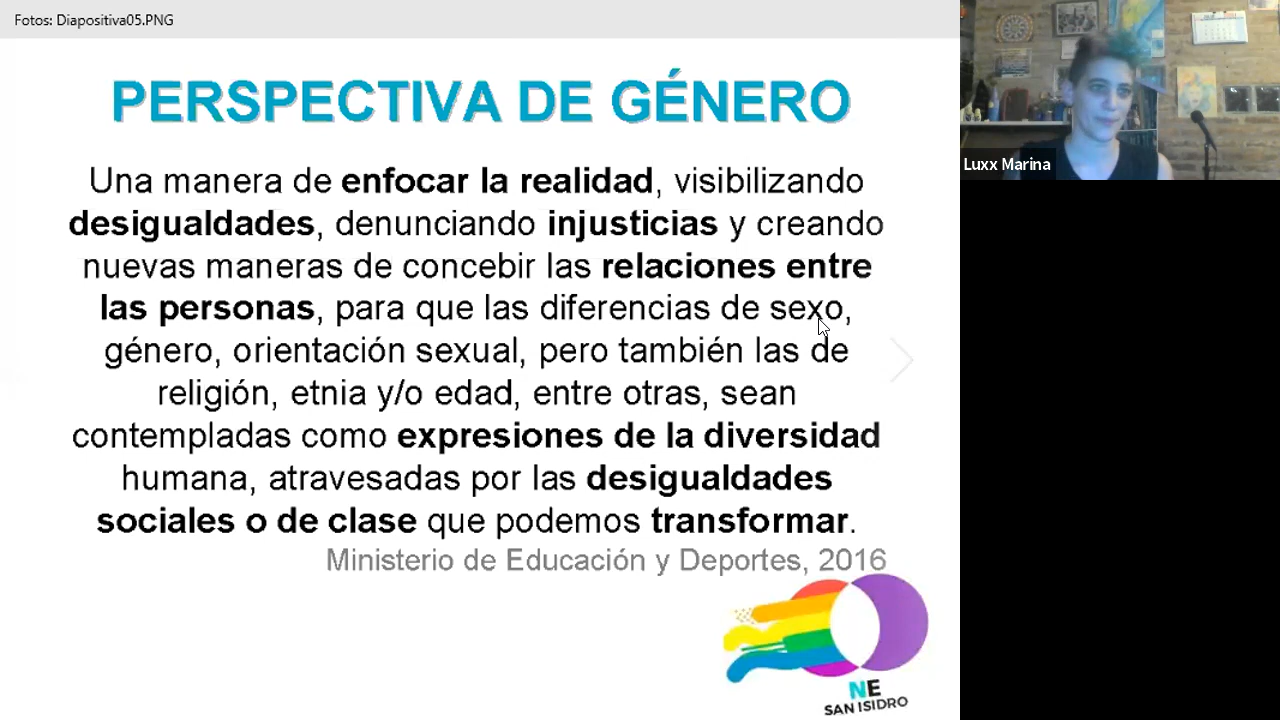 Fotos: Diapositiva05.PNG
PERSPECTIVA DE GÉNERO
Una manera de enfocar la realidad, visibilizando
desigualdades, denunciando injusticias y creando
nuevas maneras de concebir las relaciones entre
las personas, para que las diferencias de sexo,
género, orientación sexual, pero también las de
religión, etnia y/o edad, entre otras, sean
contempladas como expresiones de la diversidad
humana, atravesadas por las desigualdades
sociales o de clase que podemos transformar.
Ministerio de Educación y Deportes, 2016
NE
SAN ISIDRO
Luxx Marina